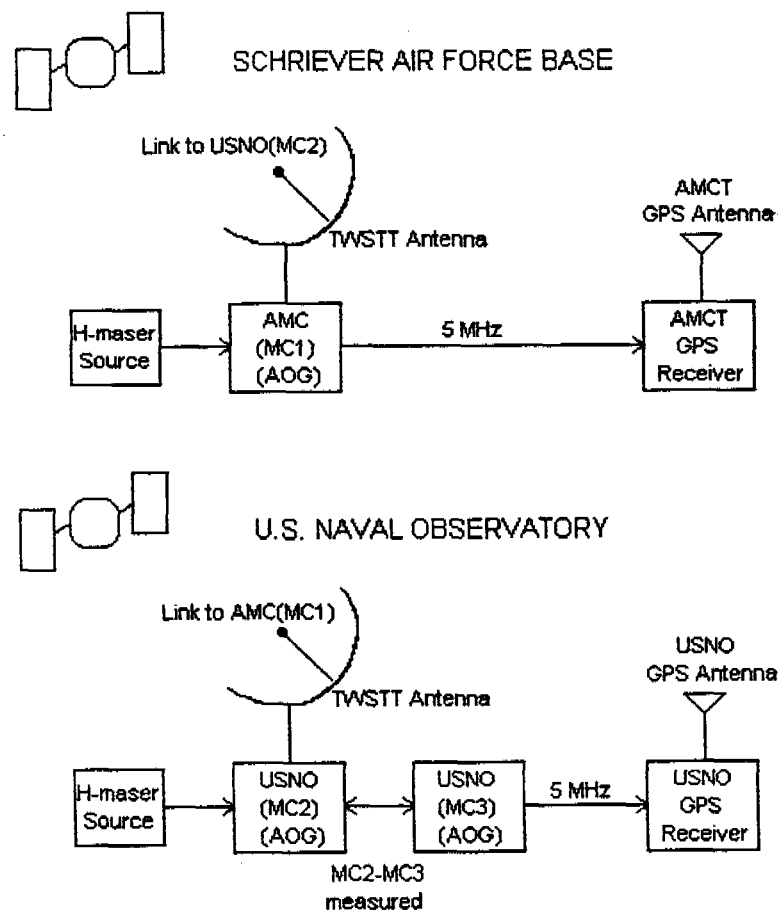 SCHRIEVER AIR FORCE BASE
Link to USNO(MC2)
TWSTT Antenna
AMCT
GPS Antenna
H-maser
Source
AMC
(MC1)
(AOG)
5 MHz
AMCT
GPS
Receiver
U.S. NAVAL OBSERVATORY
Link to AMC(MC1)
TWSTT Antenna
USNO
GPS Antenna
H-maser
Source
USNO
(MC2)
(AOG)
USNO
(MC3)
(AOG)
5 MHz
USNO
GPS
Receiver
MC2-MC3
measured